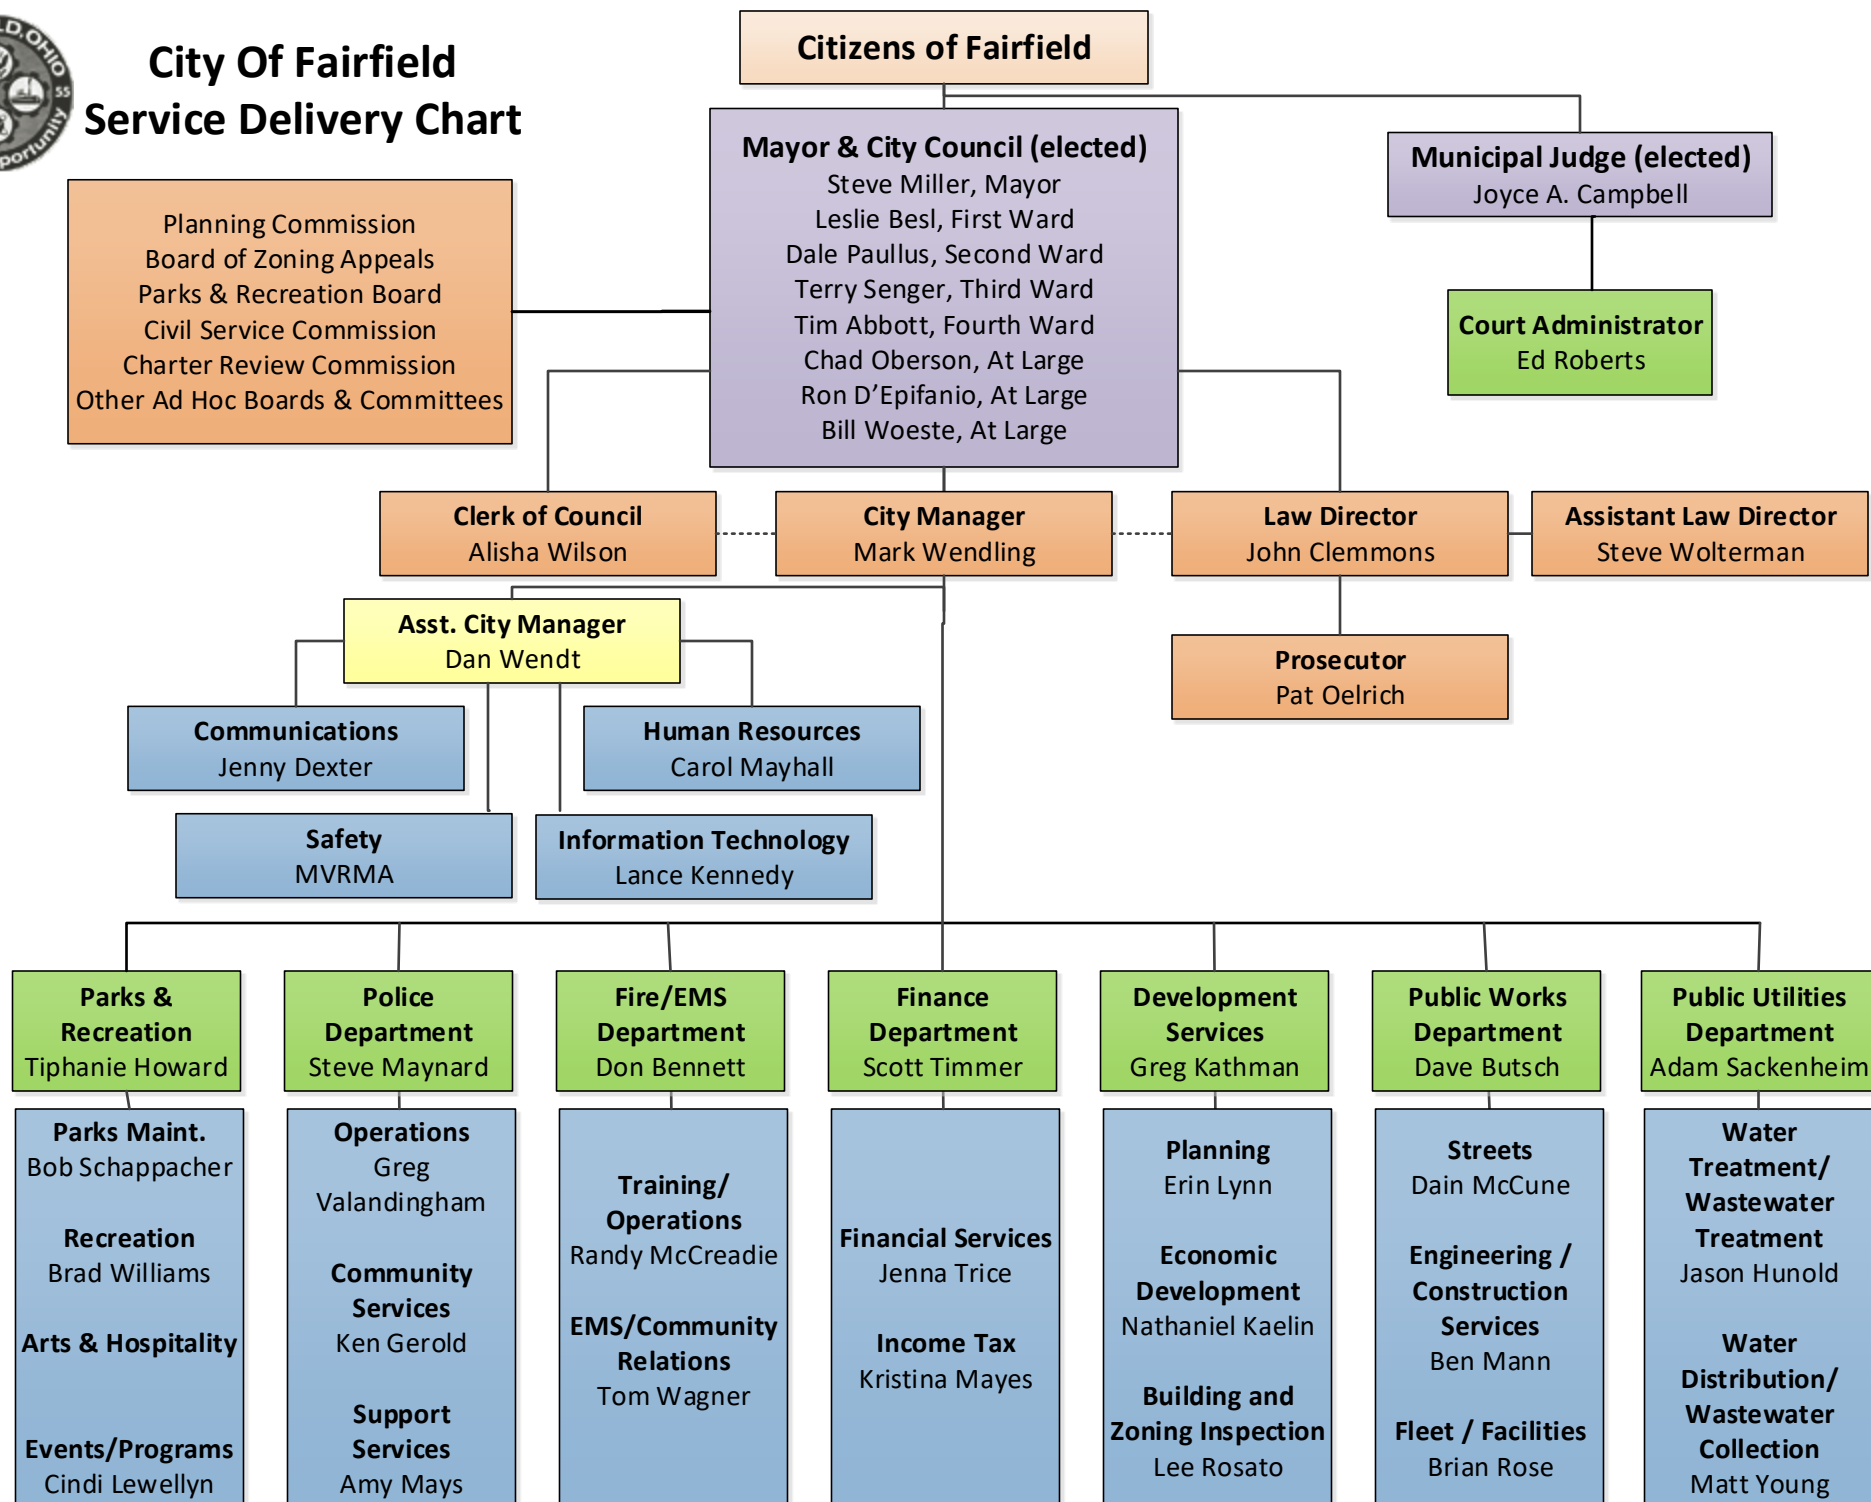 City Of Fairfield
Service Delivery Chart
Citizens of Fairfield
Mayor & City Council (elected)
Steve Miller, Mayor
Leslie Besl, First Ward
Dale Paullus, Second Ward
Terry Senger, Third Ward
Tim Abbott, Fourth Ward
Chad Oberson, At Large
Ron D’Epifanio, At Large
Bill Woeste, At Large
Municipal Judge (elected)
Joyce A. Campbell
Court Administrator
Ed Roberts
Planning Commission
Board of Zoning Appeals
Parks & Recreation Board
Civil Service Commission
Charter Review Commission
Other Ad Hoc Boards & Committees
Clerk of Council
Alisha Wilson
City Manager
Mark Wendling
Law Director
John Clemmons
Assistant Law Director
Steve Wolterman
Asst. City Manager
Dan Wendt
Prosecutor
Pat Oelrich
Communications
Jenny Dexter
Human Resources
Carol Mayhall
Safety
MVRMA
Information Technology
Lance Kennedy
Parks &
Recreation
Tiphanie Howard
Police
Department
Steve Maynard
Fire/EMS
Department
Don Bennett
Finance
Department
Scott Timmer
Development
Services
Greg Kathman
Public Works
Department
Dave Butsch
Public Utilities
Department
Adam Sackenheim
Parks Maint.
Bob Schappacher
Recreation
Brad Williams
Arts & Hospitality
Events/Programs
Cindi Lewellyn
Operations
Greg
Valandingham
Community
Services
Ken Gerold
Support
Services
Amy Mays
Training/
Operations
Randy McCreadie
EMS/Community
Relations
Tom Wagner
Financial Services
Jenna Trice
Income Tax
Kristina Mayes
Planning
Erin Lynn
Economic
Development
Nathaniel Kaelin
Building and
Zoning Inspection
Lee Rosato
Streets
Dain McCune
Engineering /
Construction
Services
Ben Mann
Fleet / Facilities
Brian Rose
Water
Treatment/
Wastewater
Treatment
Jason Hunold
Water
Distribution/
Wastewater
Collection
Matt Young